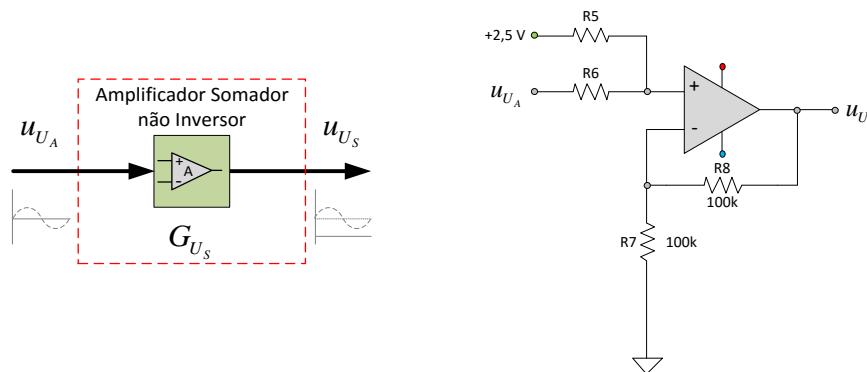 Amplificador Somador
não Inversor
u_{U_A}
u_{U_S}
+
-
A
G_{U_S}
R5
+2,5 V
R6
u_{U_A}
+
-
u_U
R8
100k
R7 100k